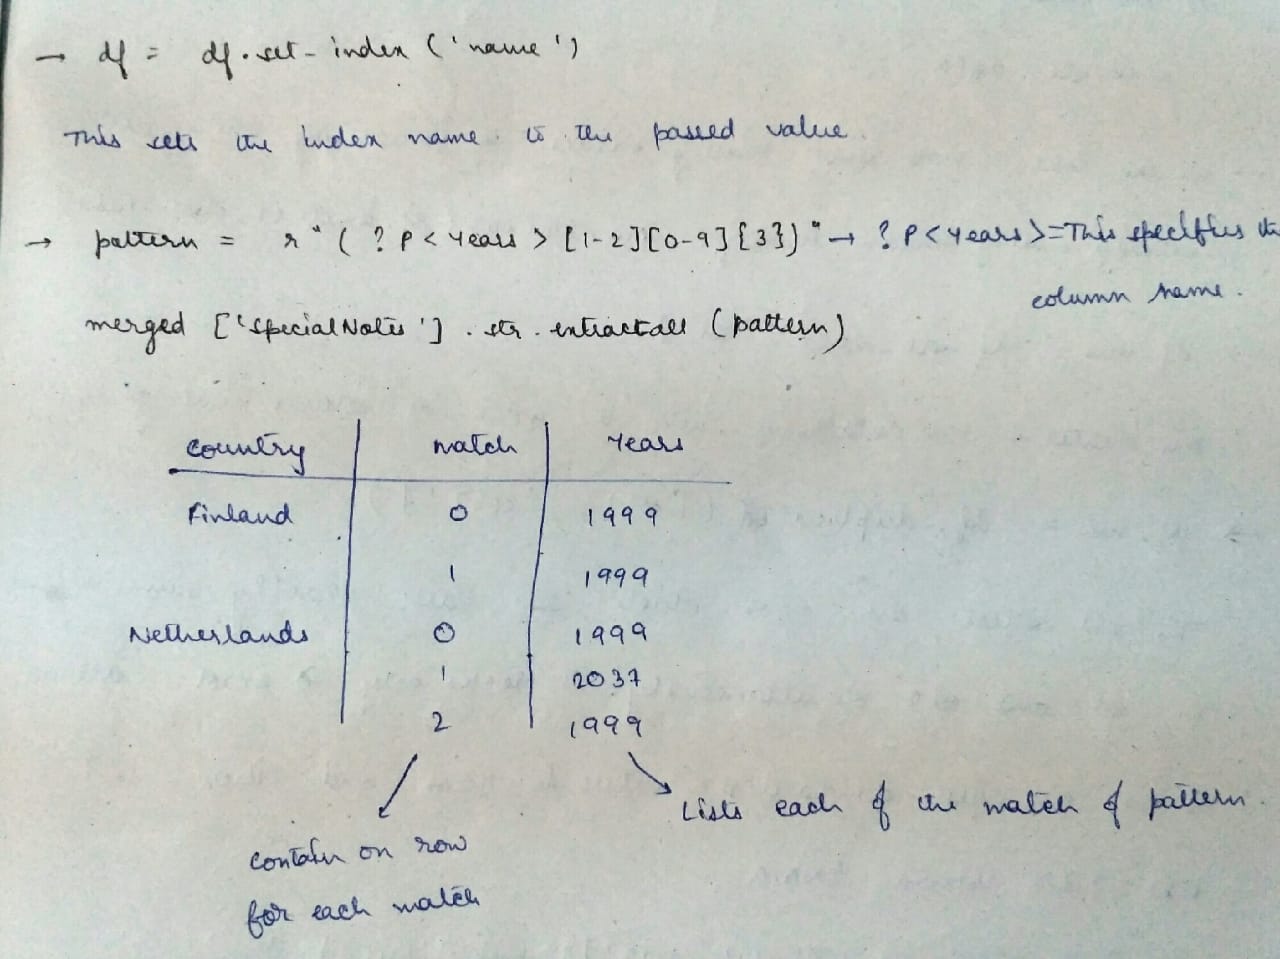 → df = df.set_index ('name')
This sets the index name to the passed value.
→ pattern = r"( ?P<Years>[1-2][0-9]{3})" → ?P<Years>=This specifies the
column name.
merged ['specialNotes'] . str . extractall (pattern)
country match Years
Finland 0 1999
1 1999
Netherlands 0 1999
1 2037
2 1999
Lists each of the match of pattern.
contain on row
for each match